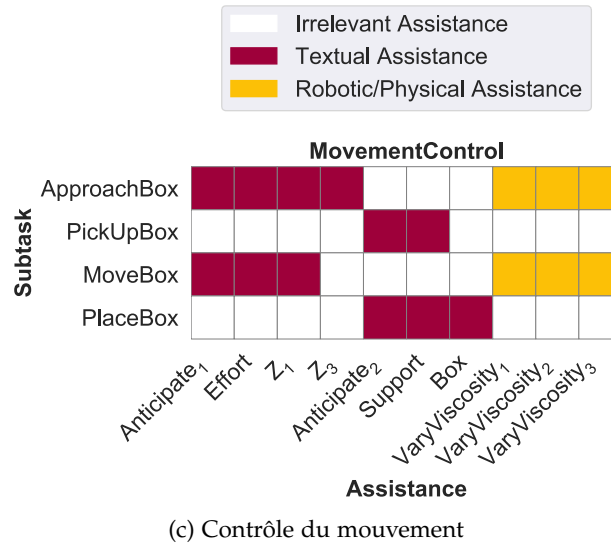 Irrelevant Assistance
Textual Assistance
Robotic/Physical Assistance
MovementControl
Subtask
ApproachBox
PickUpBox
MoveBox
PlaceBox
Anticipate₁
Effort
Z₁
Z₃
Anticipate₂
Support
Box
VaryViscosity₁
VaryViscosity₂
VaryViscosity₃
Assistance
(c) Contrôle du mouvement